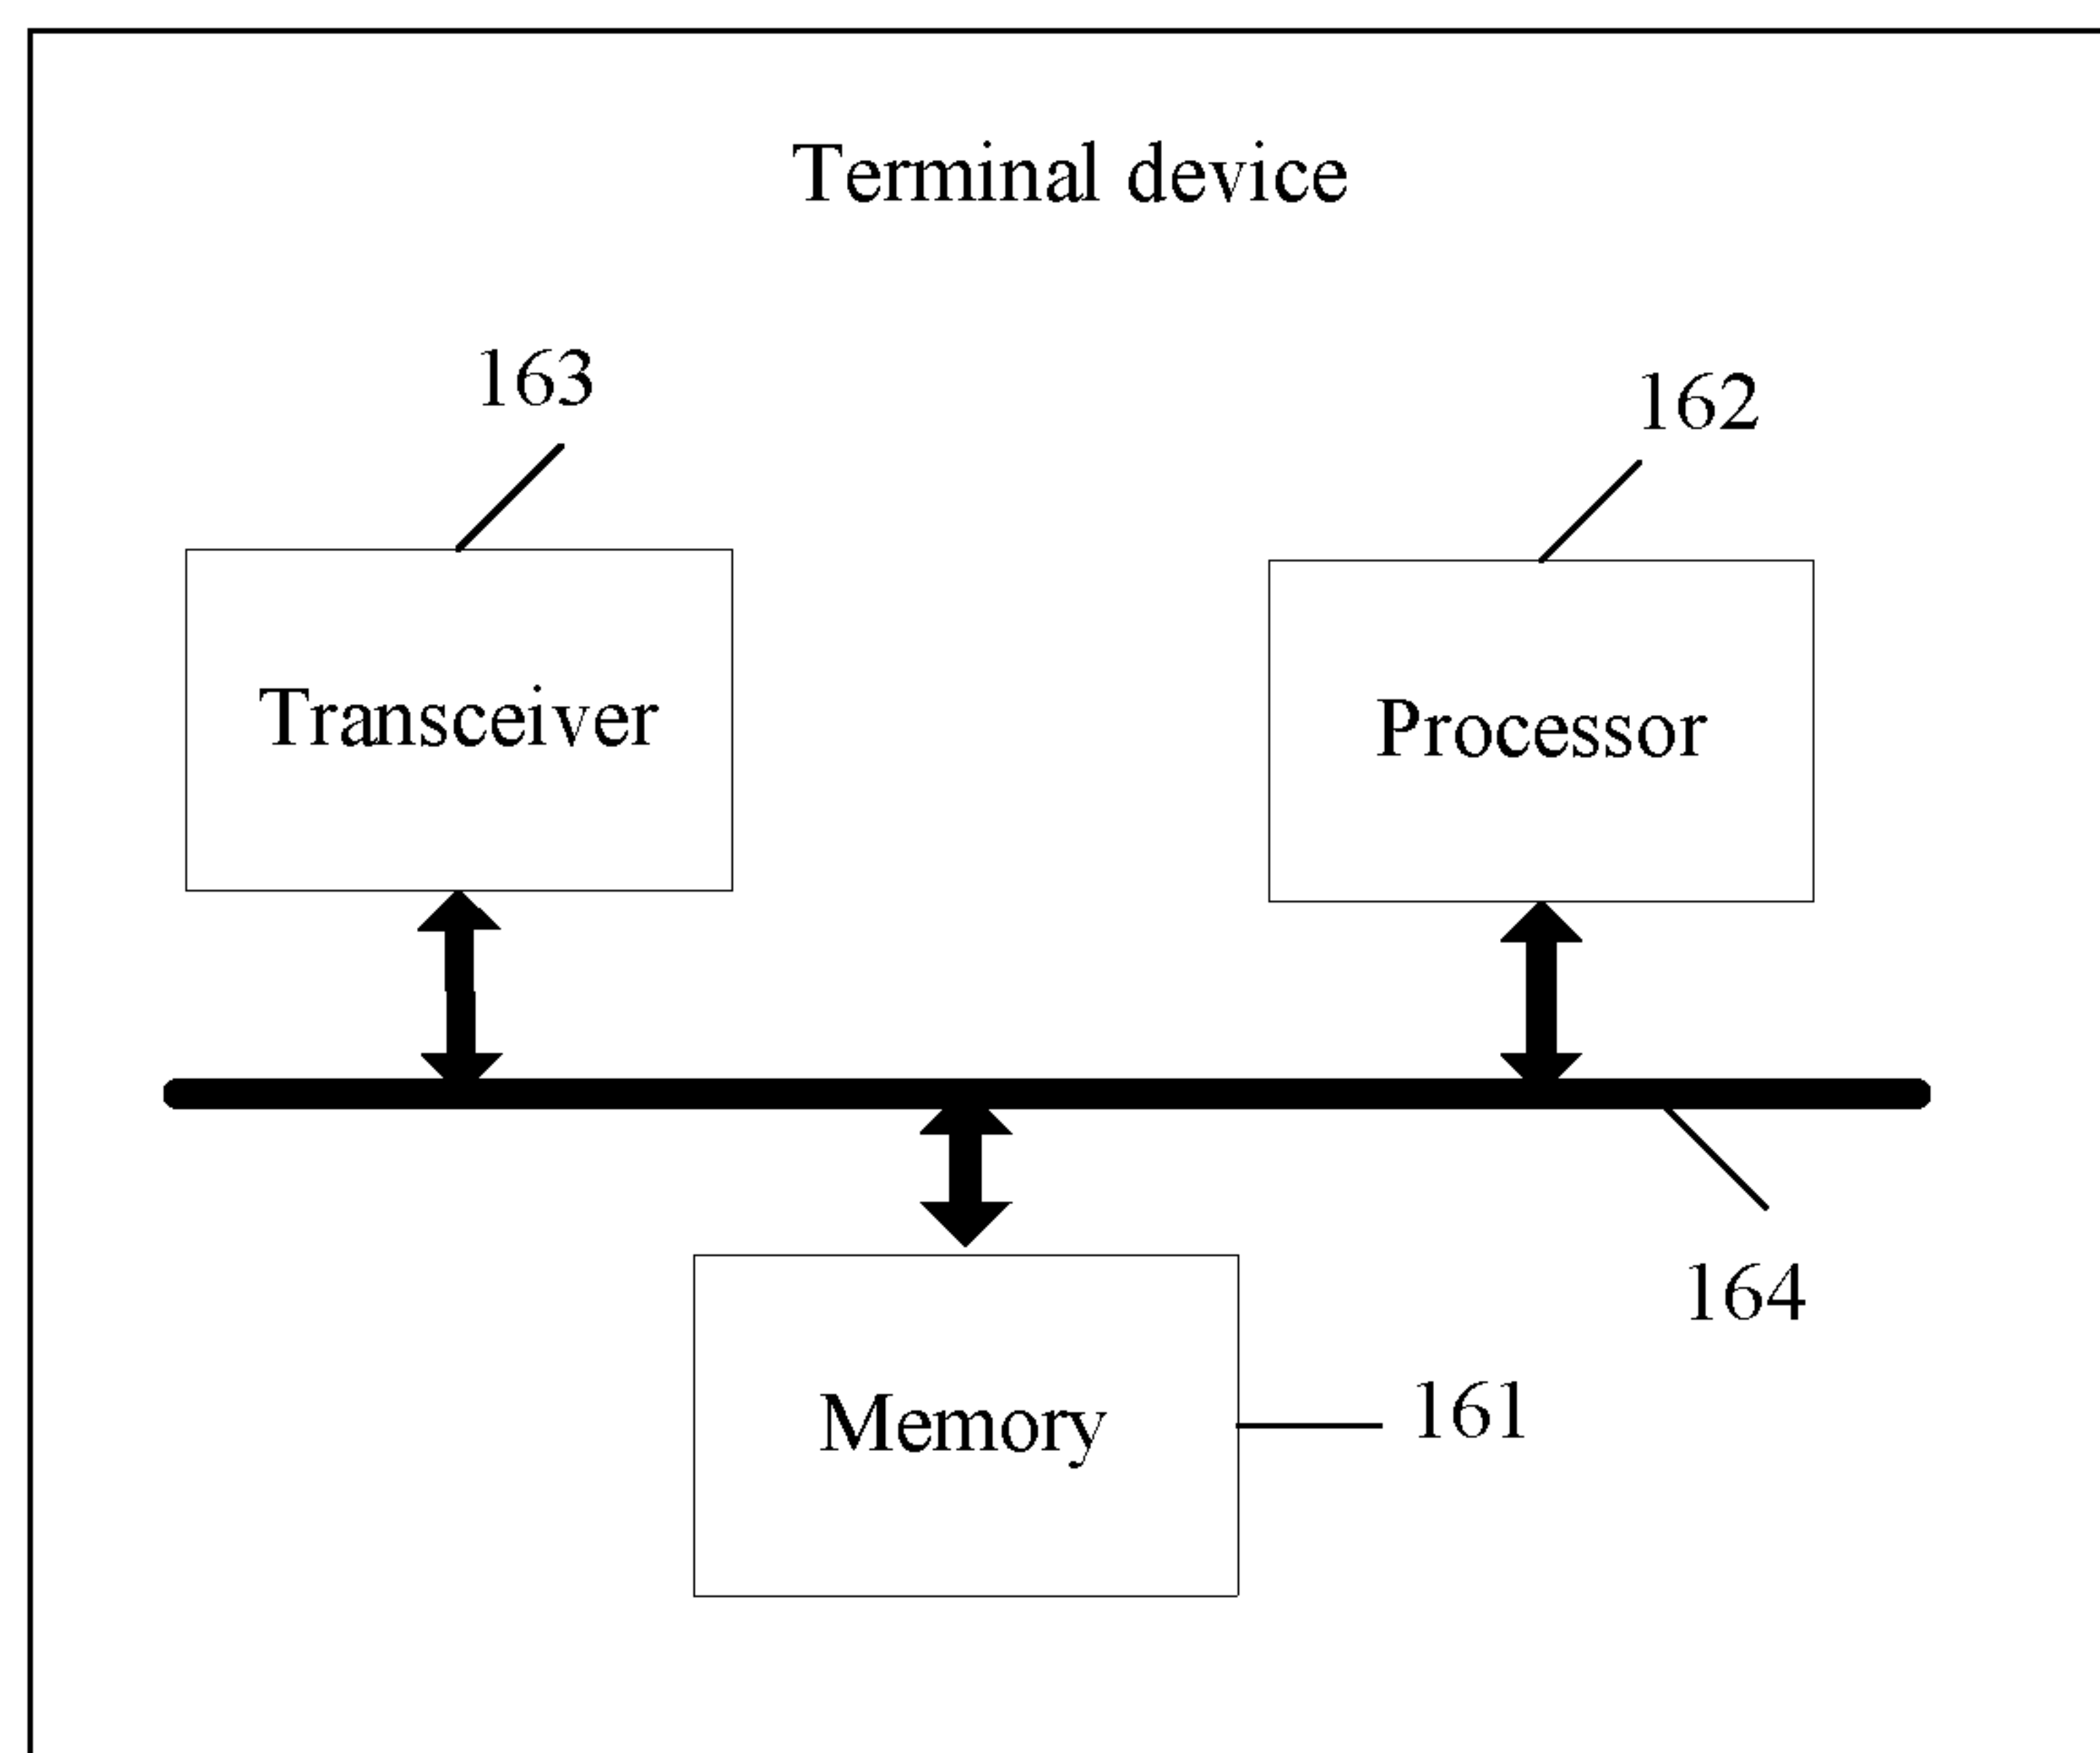 Terminal device
163
162
Transceiver
Processor
164
Memory
161